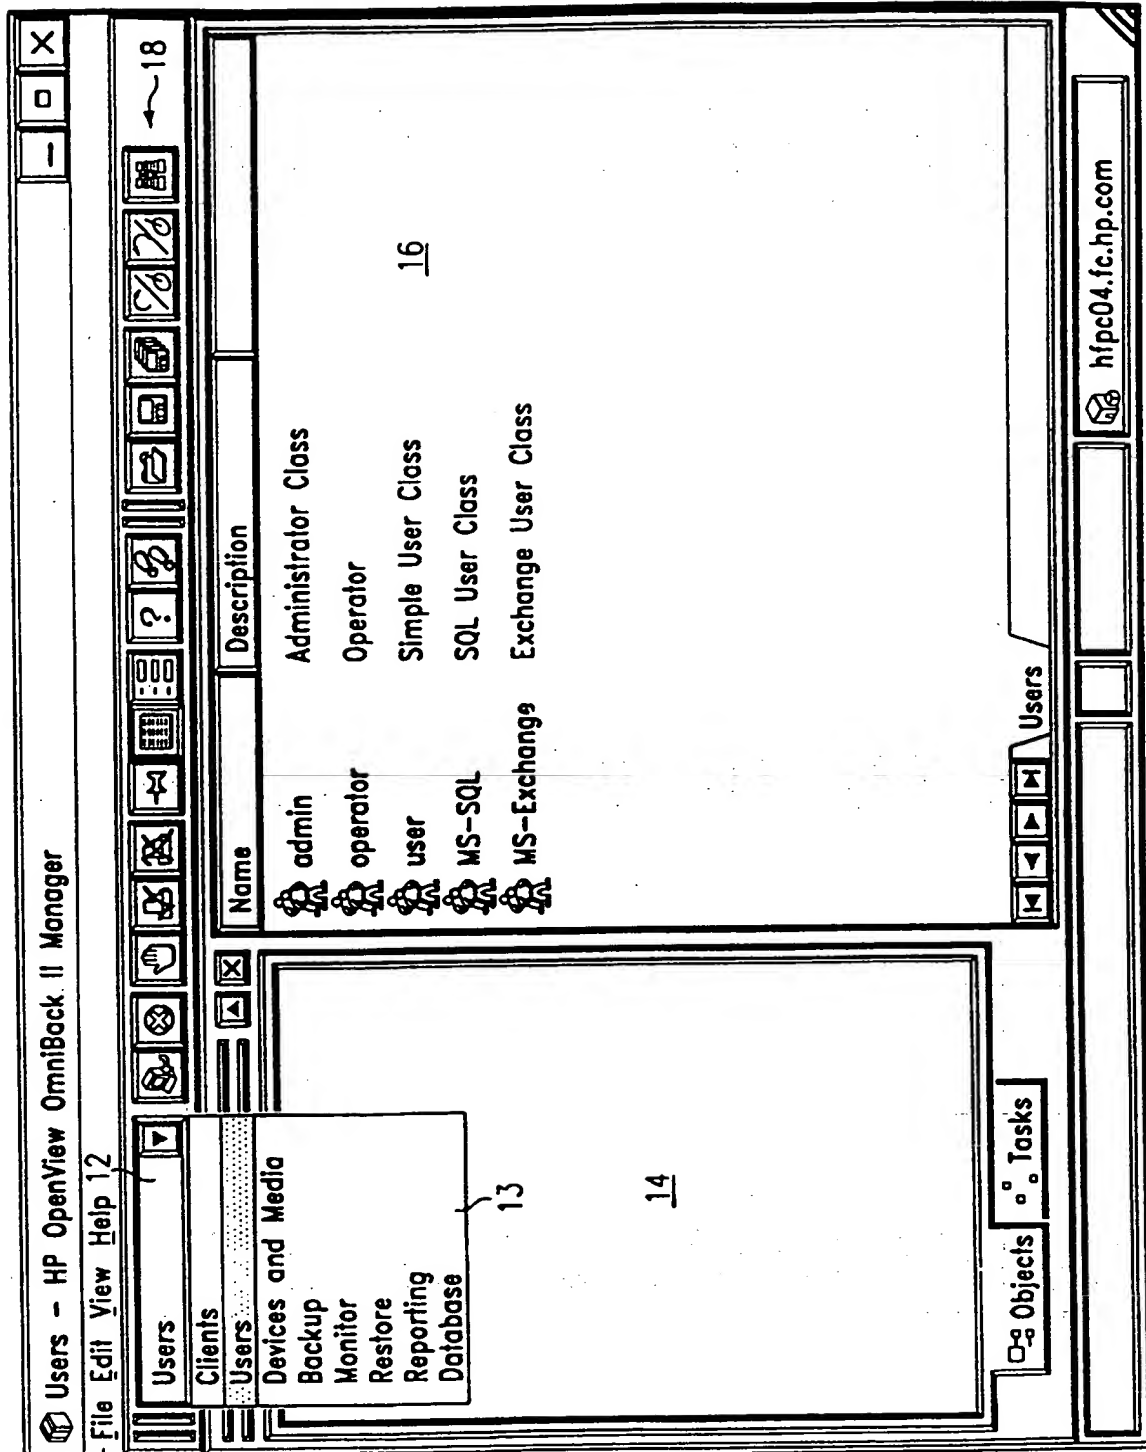 Users - HP OpenView OmniBack II Manager
File Edit View Help 12
Users
18
Clients
Users
Devices and Media
Backup
Monitor
Restore
Reporting
Database
13
14
Objects Tasks
Name Description
admin Administrator Class
operator Operator
user Simple User Class
MS-SQL SQL User Class
MS-Exchange Exchange User Class
16
Users
hfpc04.fc.hp.com